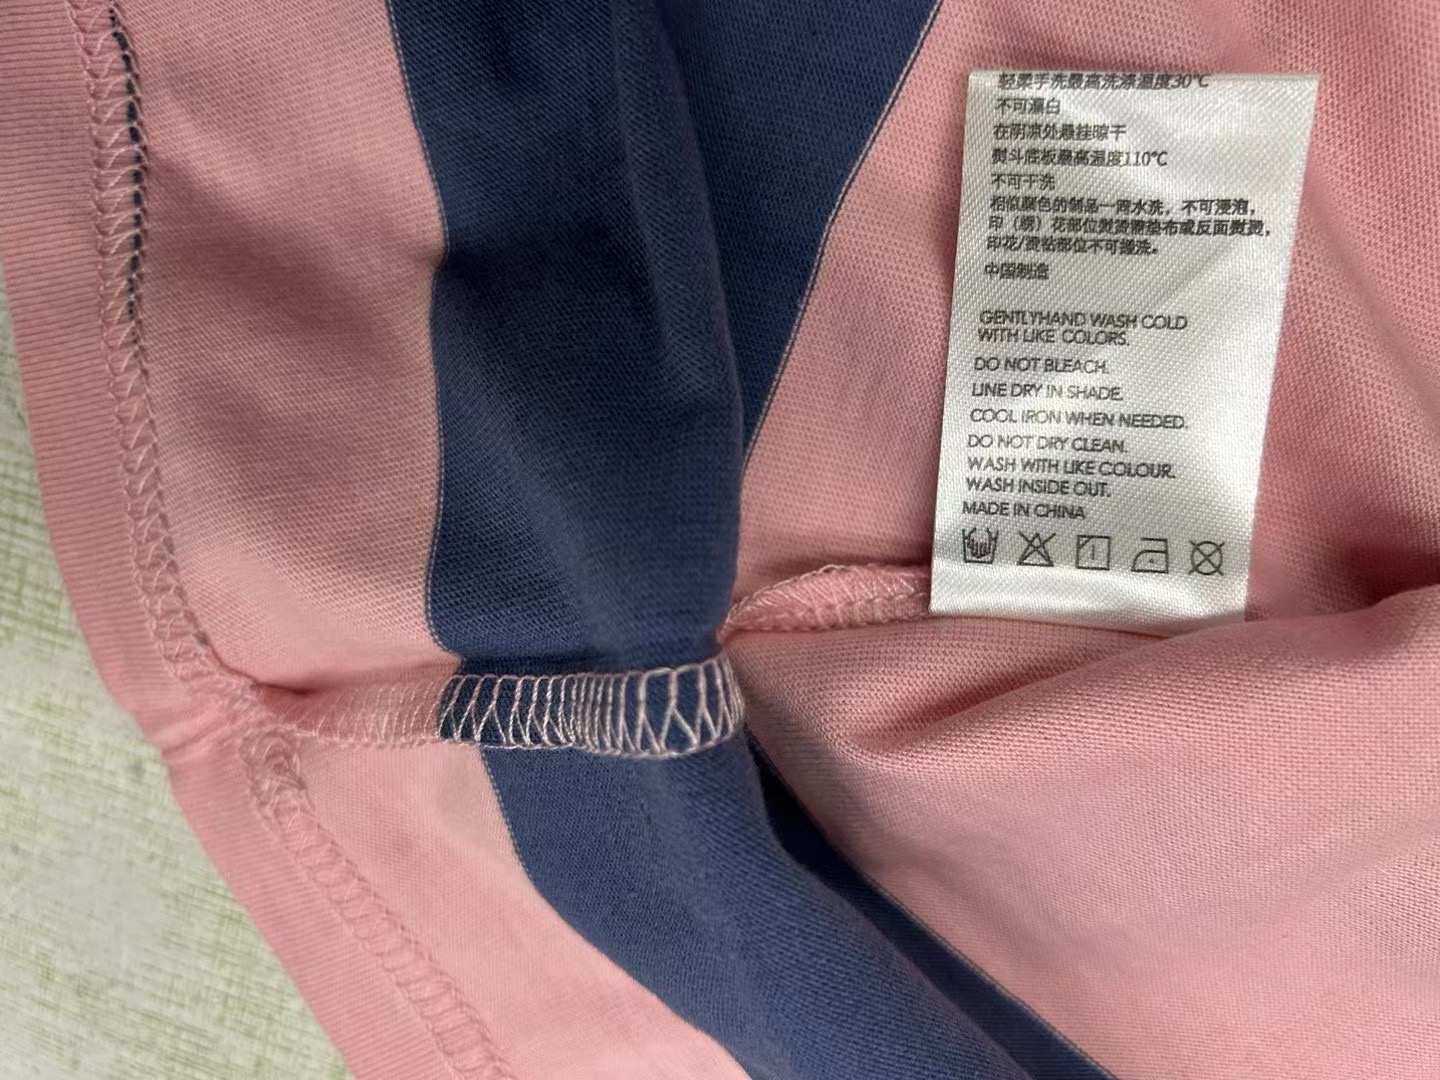 轻柔手洗最高洗涤温度30℃
不可漂白
在阴凉处悬挂晾干
熨斗底板最高温度110℃
不可干洗
相似颜色的制品一同水洗，不可浸泡，
印（绣）花部位熨烫需垫布或反面熨烫，
印花/烫钻部位不可搓洗。
中国制造
GENTLYHAND WASH COLD
WITH LIKE COLORS.
DO NOT BLEACH.
LINE DRY IN SHADE.
COOL IRON WHEN NEEDED.
DO NOT DRY CLEAN.
WASH WITH LIKE COLOUR.
WASH INSIDE OUT.
MADE IN CHINA